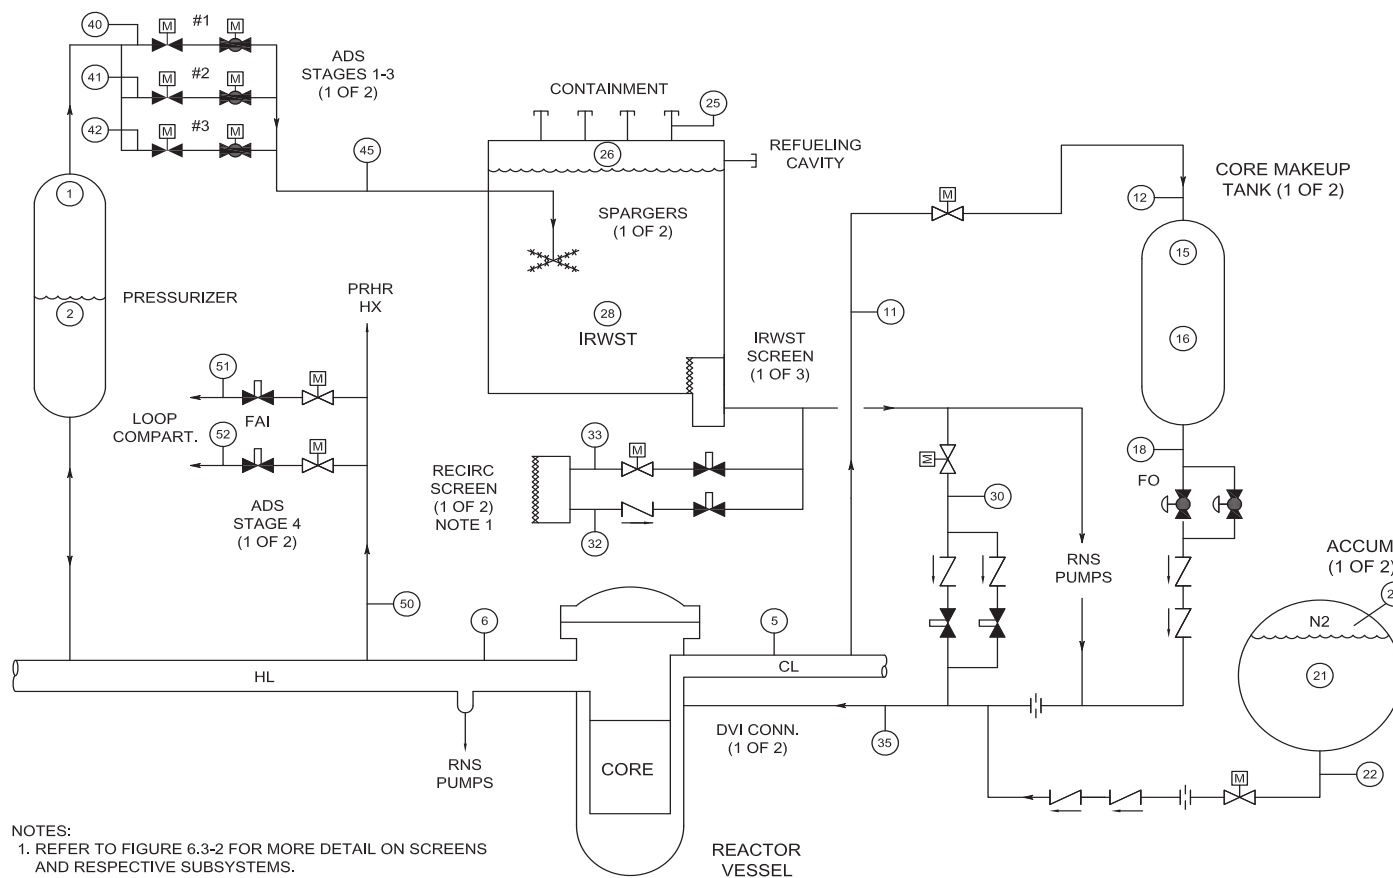 40
M
#1
M
41
M
#2
M
42
M
#3
M
ADS
STAGES 1-3
(1 OF 2)
45
1
2
PRESSURIZER
CONTAINMENT
25
26
REFUELING
CAVITY
SPARGERS
(1 OF 2)
28
IRWST
IRWST
SCREEN
(1 OF 3)
PRHR
HX
51
M
FAI
LOOP
COMPART.
52
M
ADS
STAGE 4
(1 OF 2)
50
33
M
RECIRC
SCREEN
(1 OF 2)
NOTE 1
32
M
11
CORE MAKEUP
TANK (1 OF 2)
12
15
16
18
FO
M
30
RNS
PUMPS
ACCUM
(1 OF 2)
2
N2
21
22
M
6
5
HL
CL
RNS
PUMPS
DVI CONN.
(1 OF 2)
35
CORE
REACTOR
VESSEL
NOTES:
1. REFER TO FIGURE 6.3-2 FOR MORE DETAIL ON SCREENS
AND RESPECTIVE SUBSYSTEMS.